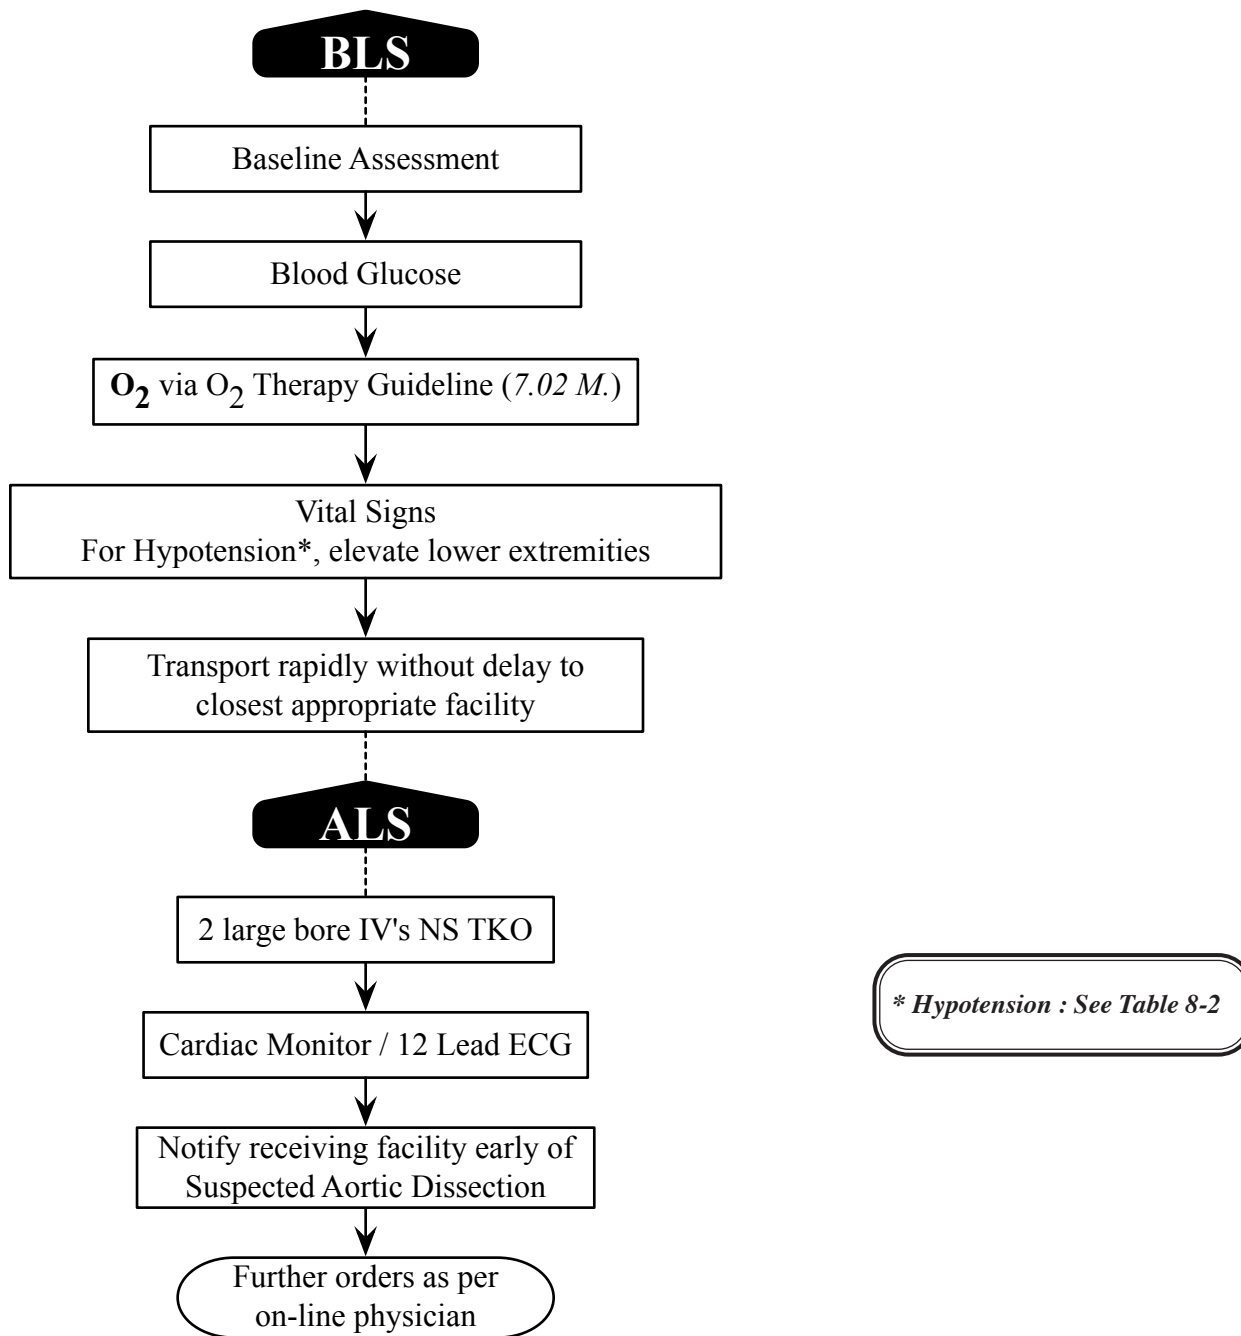 BLS
Baseline Assessment
Blood Glucose
O2 via O2 Therapy Guideline (7.02 M.)
Vital Signs
For Hypotension*, elevate lower extremities
Transport rapidly without delay to
closest appropriate facility
ALS
2 large bore IV's NS TKO
Cardiac Monitor / 12 Lead ECG
Notify receiving facility early of
Suspected Aortic Dissection
Further orders as per
on-line physician
* Hypotension : See Table 8-2